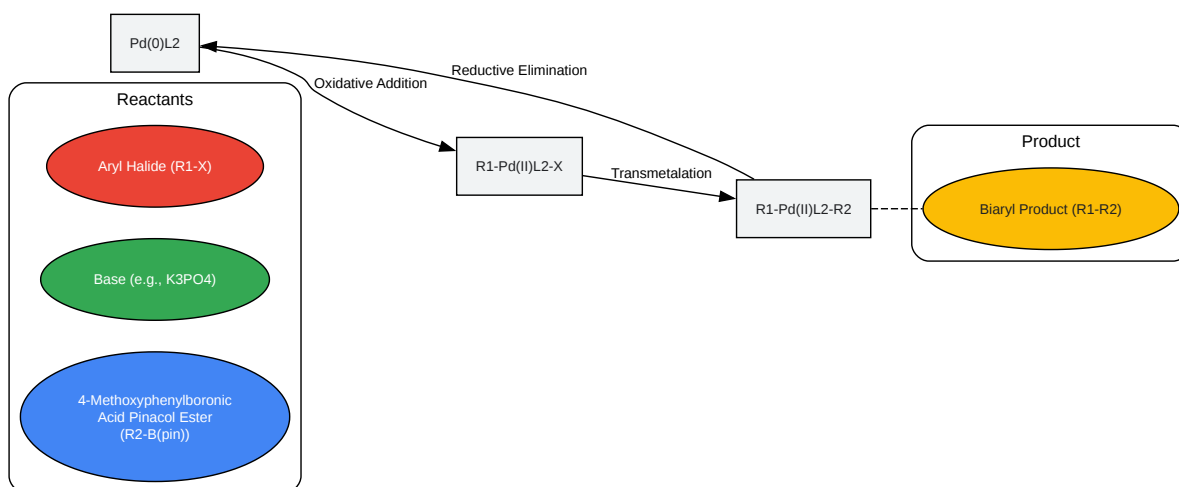 Pd(0)L2
Reductive Elimination
Oxidative Addition
Reactants
Aryl Halide (R1-X)
Base (e.g., K3PO4)
4-Methoxyphenylboronic
Acid Pinacol Ester
(R2-B(pin))
R1-Pd(II)L2-X
Transmetalation
R1-Pd(II)L2-R2
Product
Biaryl Product (R1-R2)